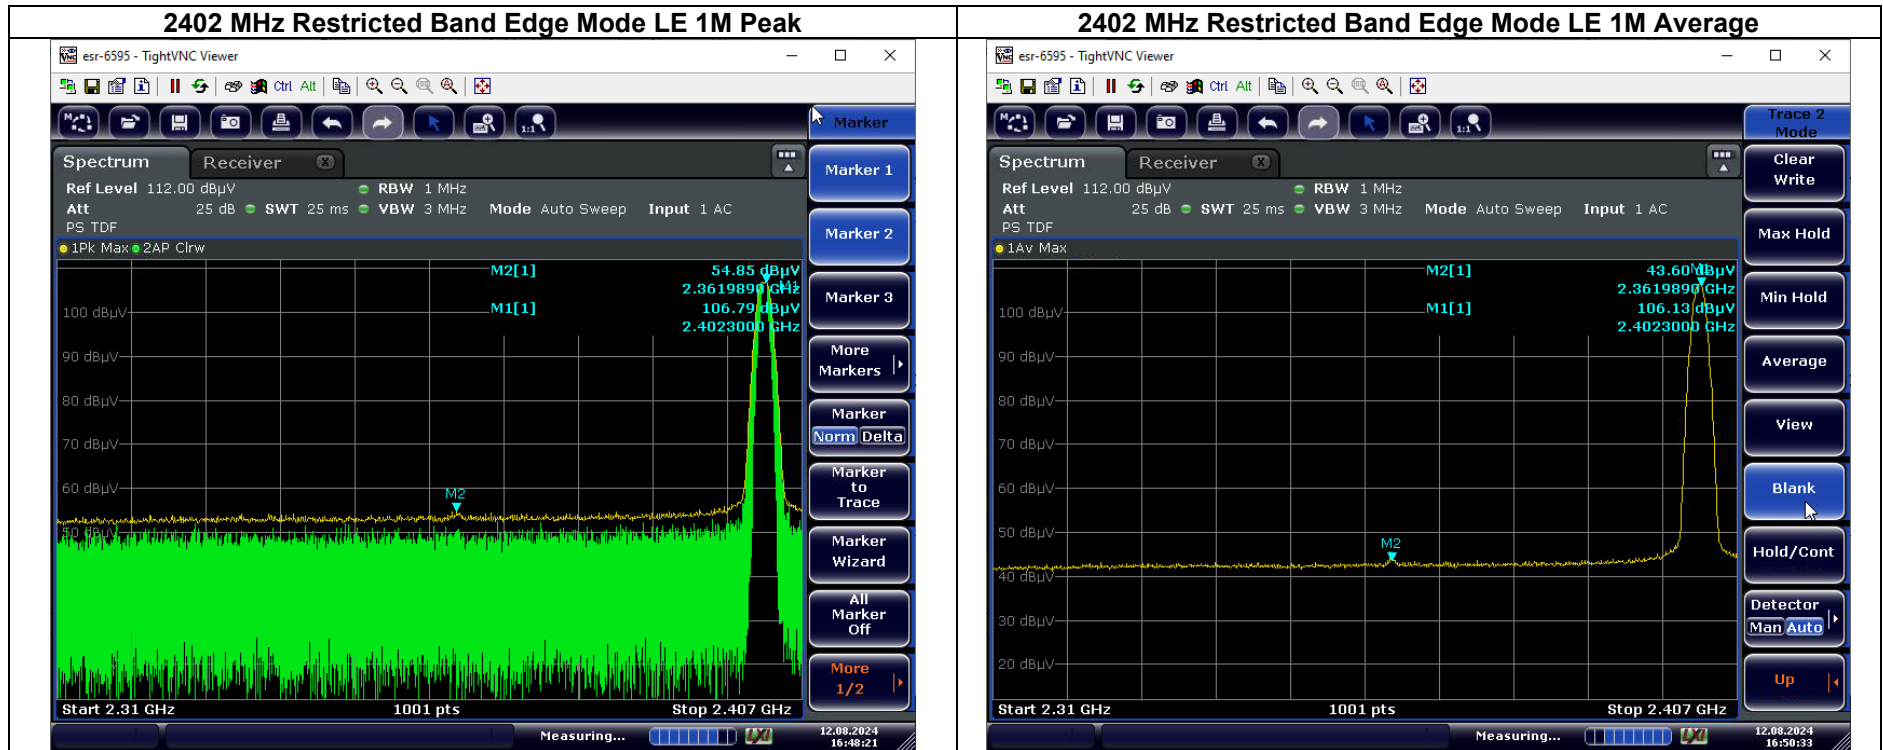 2402 MHz Restricted Band Edge Mode LE 1M Peak
esr-6595 - TightVNC Viewer
Ctrl Alt
1:1
Marker
Spectrum
Receiver
Marker 1
Ref Level 112.00 dBµV
RBW 1 MHz
Att 25 dB SWT 25 ms VBW 3 MHz Mode Auto Sweep Input 1 AC
PS TDF
Marker 2
1Pk Max 2AP Clrw
M2[1] 54.85 dBµV
2.3619890 GHz
M1
M1[1] 106.79 dBµV
2.4023000 GHz
Marker 3
100 dBµV
90 dBµV
80 dBµV
70 dBµV
60 dBµV
50 dBµV
M2
More
Markers
Marker
Norm Delta
Marker
to
Trace
Marker
Wizard
All
Marker
Off
More
1/2
Start 2.31 GHz 1001 pts Stop 2.407 GHz
Measuring...
LXI
12.08.2024
16:48:21
2402 MHz Restricted Band Edge Mode LE 1M Average
esr-6595 - TightVNC Viewer
Ctrl Alt
1:1
Trace 2
Mode
Spectrum
Receiver
Clear
Write
Ref Level 112.00 dBµV
RBW 1 MHz
Att 25 dB SWT 25 ms VBW 3 MHz Mode Auto Sweep Input 1 AC
PS TDF
Max Hold
1Av Max
M2[1] 43.60 dBµV
M1
2.3619890 GHz
M1[1] 106.13 dBµV
2.4023000 GHz
Min Hold
100 dBµV
90 dBµV
80 dBµV
70 dBµV
60 dBµV
50 dBµV
40 dBµV
30 dBµV
20 dBµV
M2
Average
View
Blank
Hold/Cont
Detector
Man Auto
Up
Start 2.31 GHz 1001 pts Stop 2.407 GHz
Measuring...
LXI
12.08.2024
16:50:33